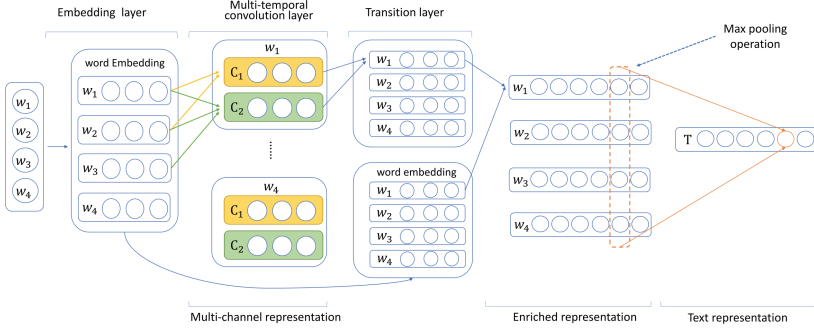 Embedding layer
Multi-temporal
convolution layer
Transition layer
Max pooling
operation
word Embedding
w₁
w₂
w₃
w₄
w₁
w₂
w₃
w₄
w₁
C₁
C₂
w₄
C₁
C₂
w₁
w₂
w₃
w₄
word embedding
w₁
w₂
w₃
w₄
w₁
w₂
w₃
w₄
T
Multi-channel representation
Enriched representation
Text representation